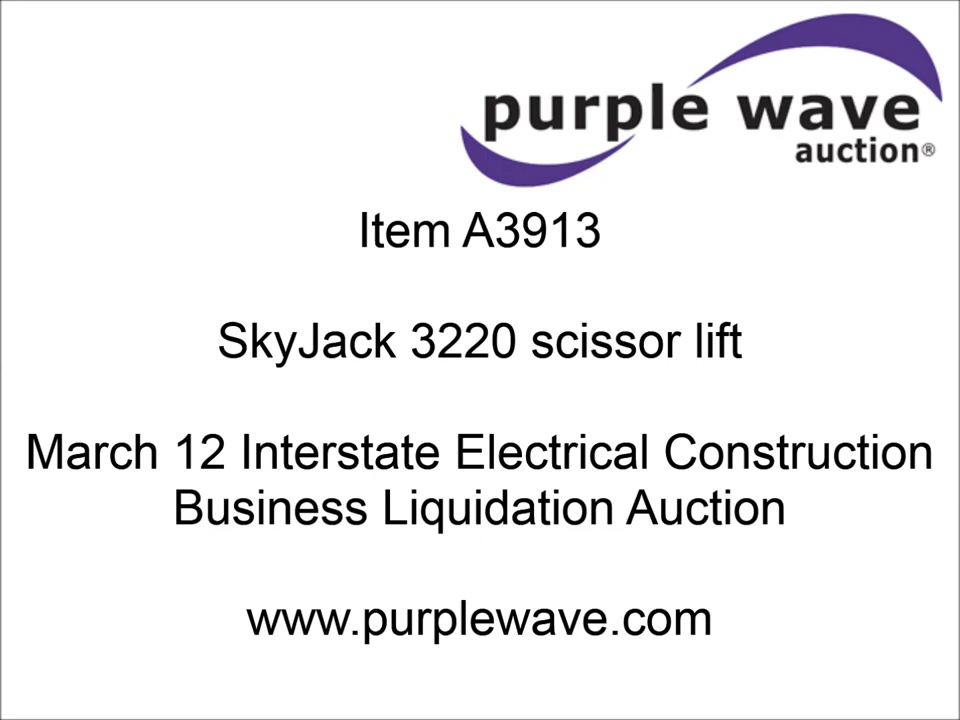 purple wave
auction®
Item A3913
SkyJack 3220 scissor lift
March 12 Interstate Electrical Construction
Business Liquidation Auction
www.purplewave.com